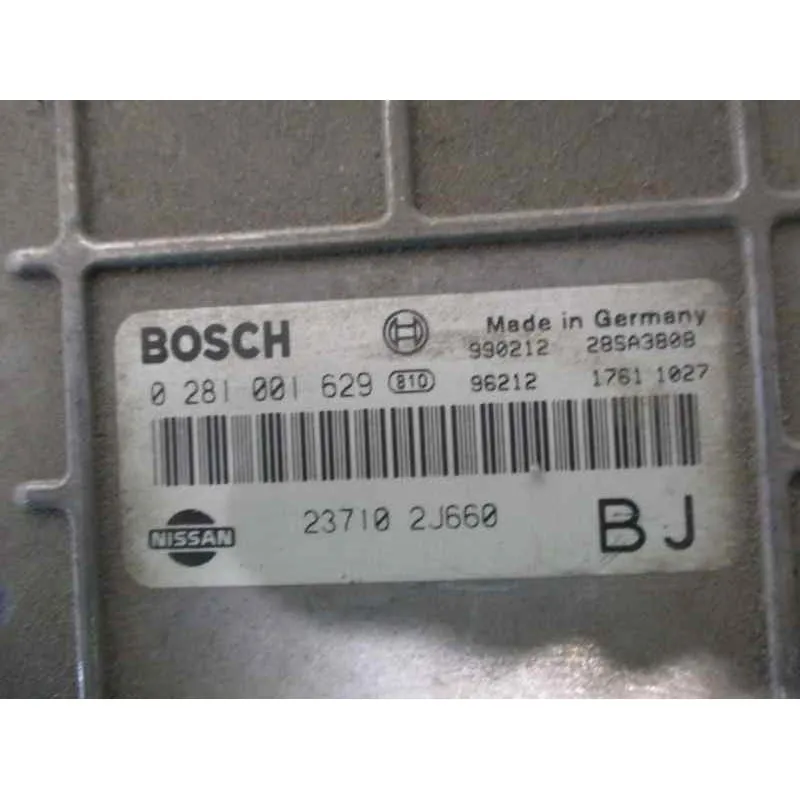 BOSCH Made in Germany
990212 28SA3808
0 281 001 629 810 96212 1761 1027
NISSAN 23710 2J660 BJ